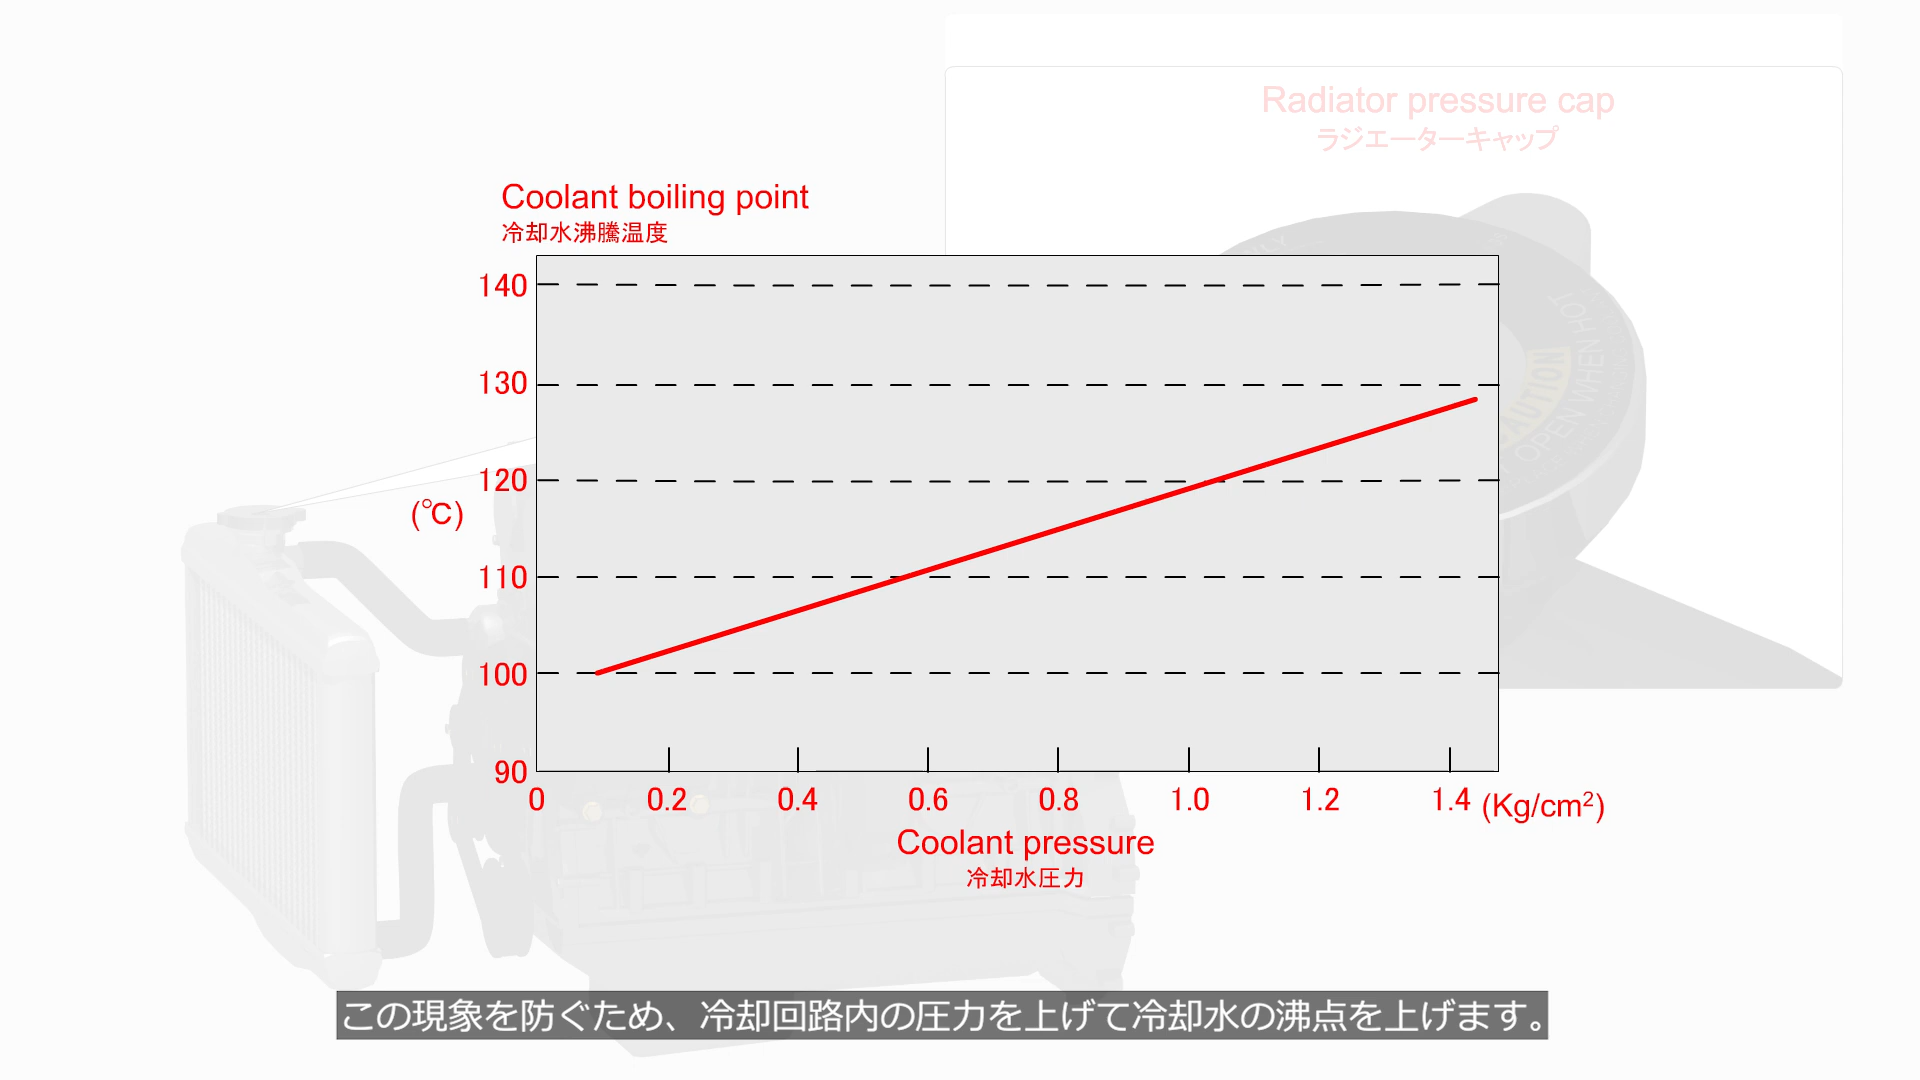 Radiator pressure cap
ラジエーターキャップ
Coolant boiling point
冷却水沸騰温度
140
130
120
(℃)
110
100
90
0 0.2 0.4 0.6 0.8 1.0 1.2 1.4 (Kg/cm²)
Coolant pressure
冷却水圧力
HOT
OPEN WHEN
CAUTION
この現象を防ぐため、冷却回路内の圧力を上げて冷却水の沸点を上げます。